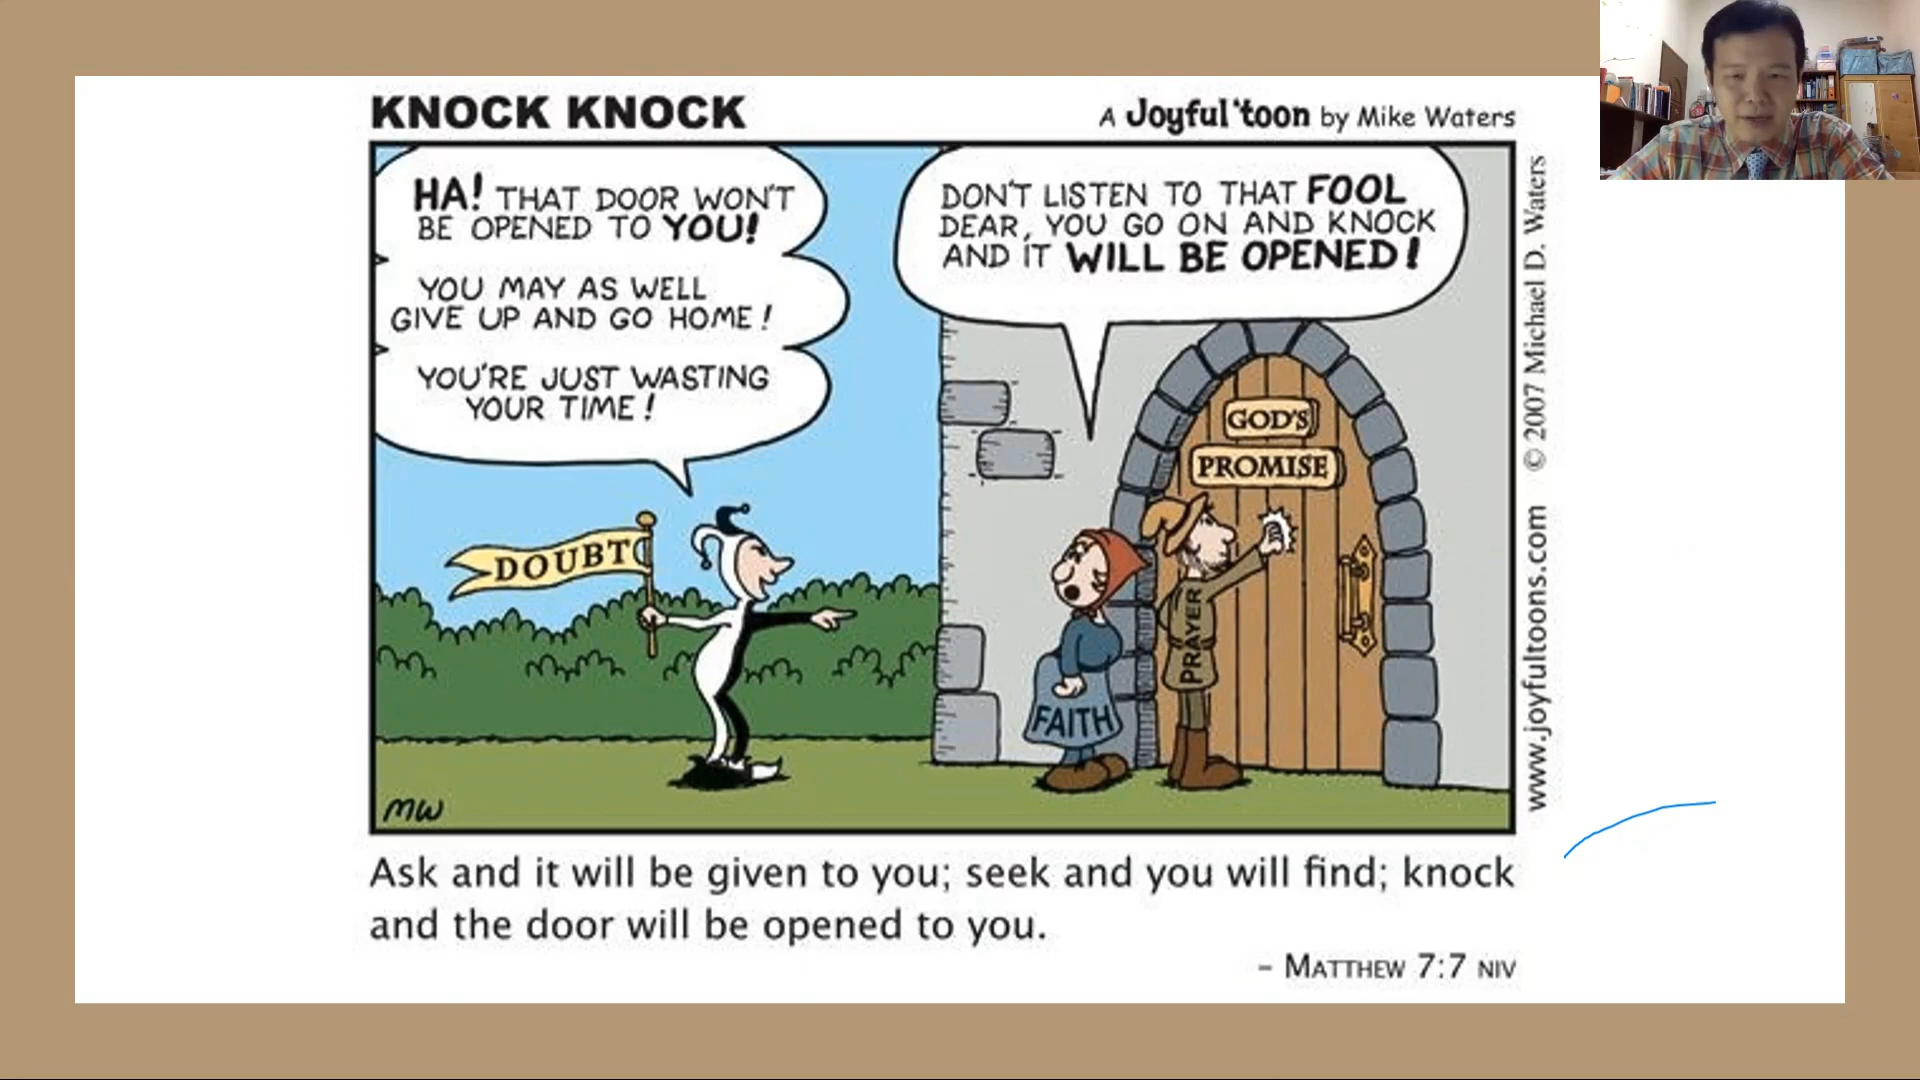 KNOCK KNOCK
A Joyful 'toon by Mike Waters
HA! THAT DOOR WON'T
BE OPENED TO YOU!
YOU MAY AS WELL
GIVE UP AND GO HOME!
YOU'RE JUST WASTING
YOUR TIME!
DON'T LISTEN TO THAT FOOL
DEAR, YOU GO ON AND KNOCK
AND IT WILL BE OPENED!
GOD'S
PROMISE
DOUBT
PRAYER
FAITH
MW
www.joyfultoons.com © 2007 Michael D. Waters
Ask and it will be given to you; seek and you will find; knock
and the door will be opened to you.
– MATTHEW 7:7 NIV